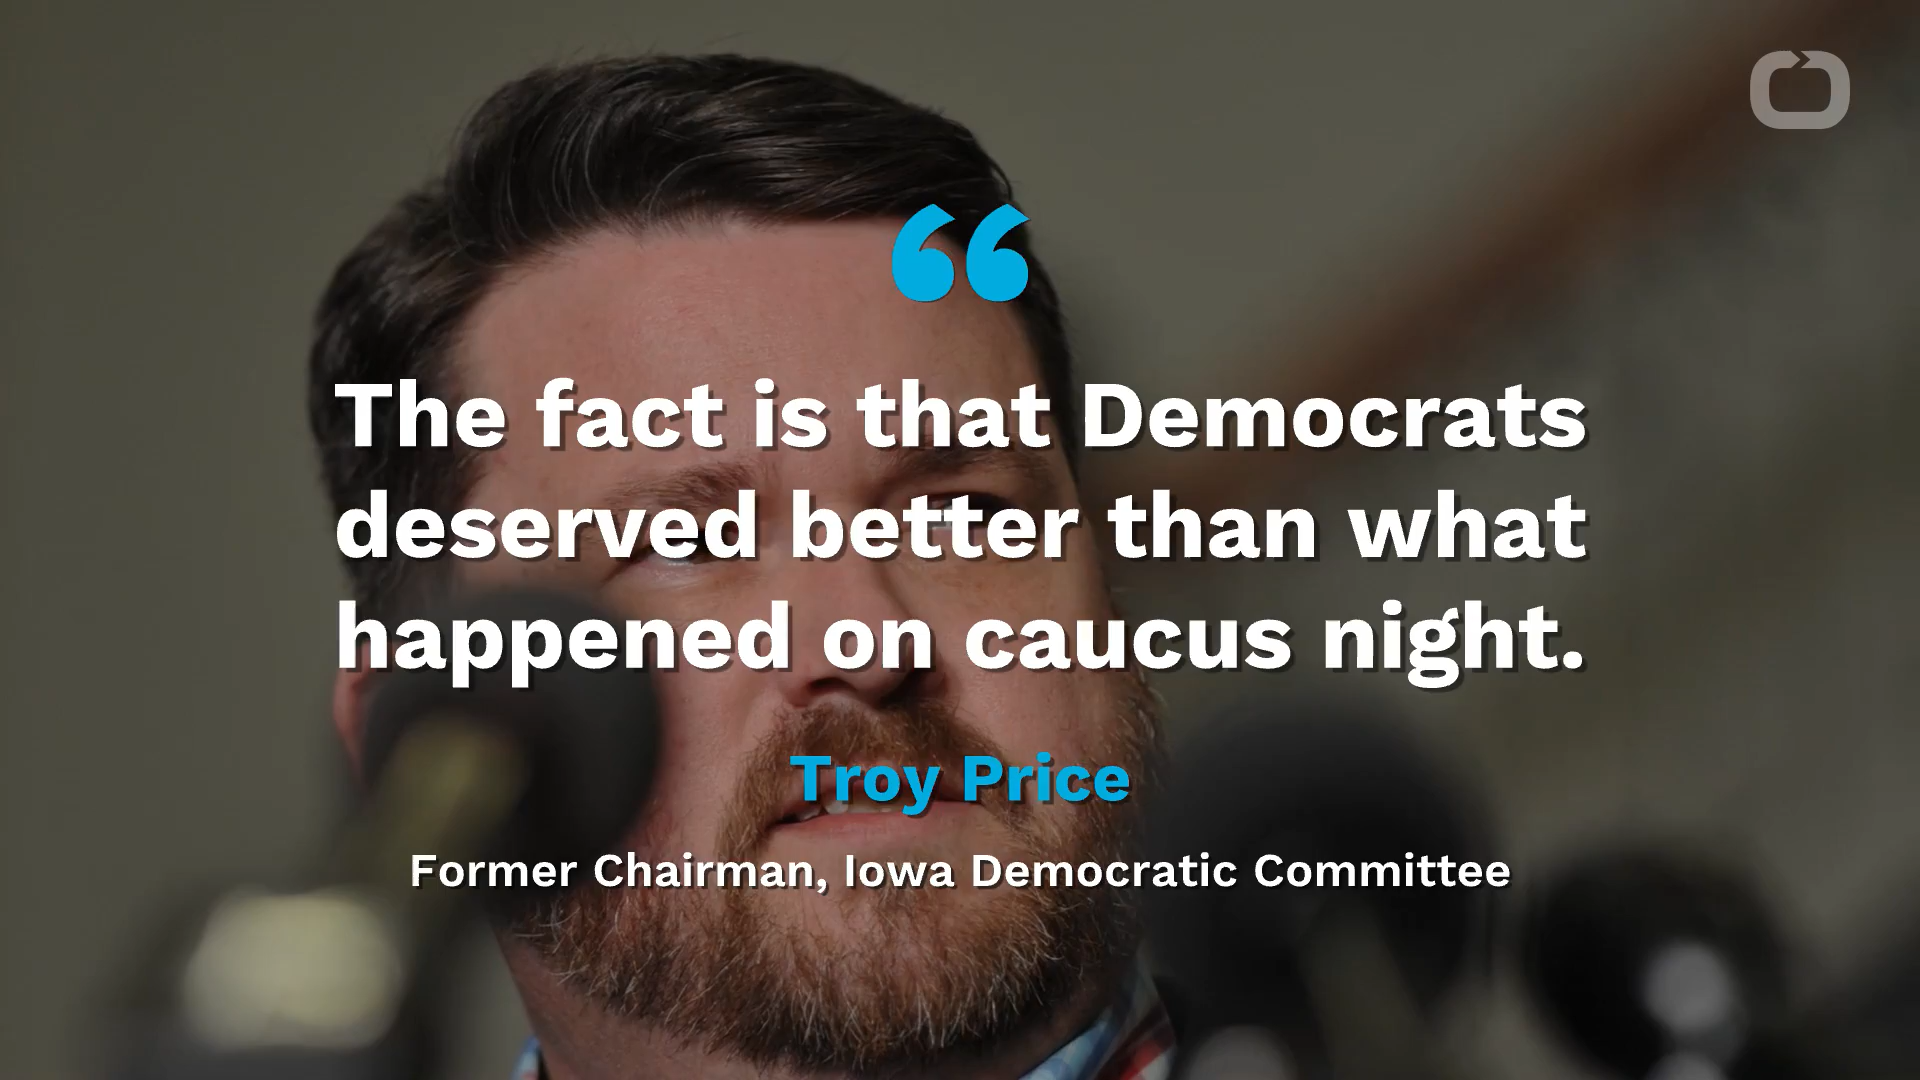 “
The fact is that Democrats
deserved better than what
happened on caucus night.
Troy Price
Former Chairman, Iowa Democratic Committee